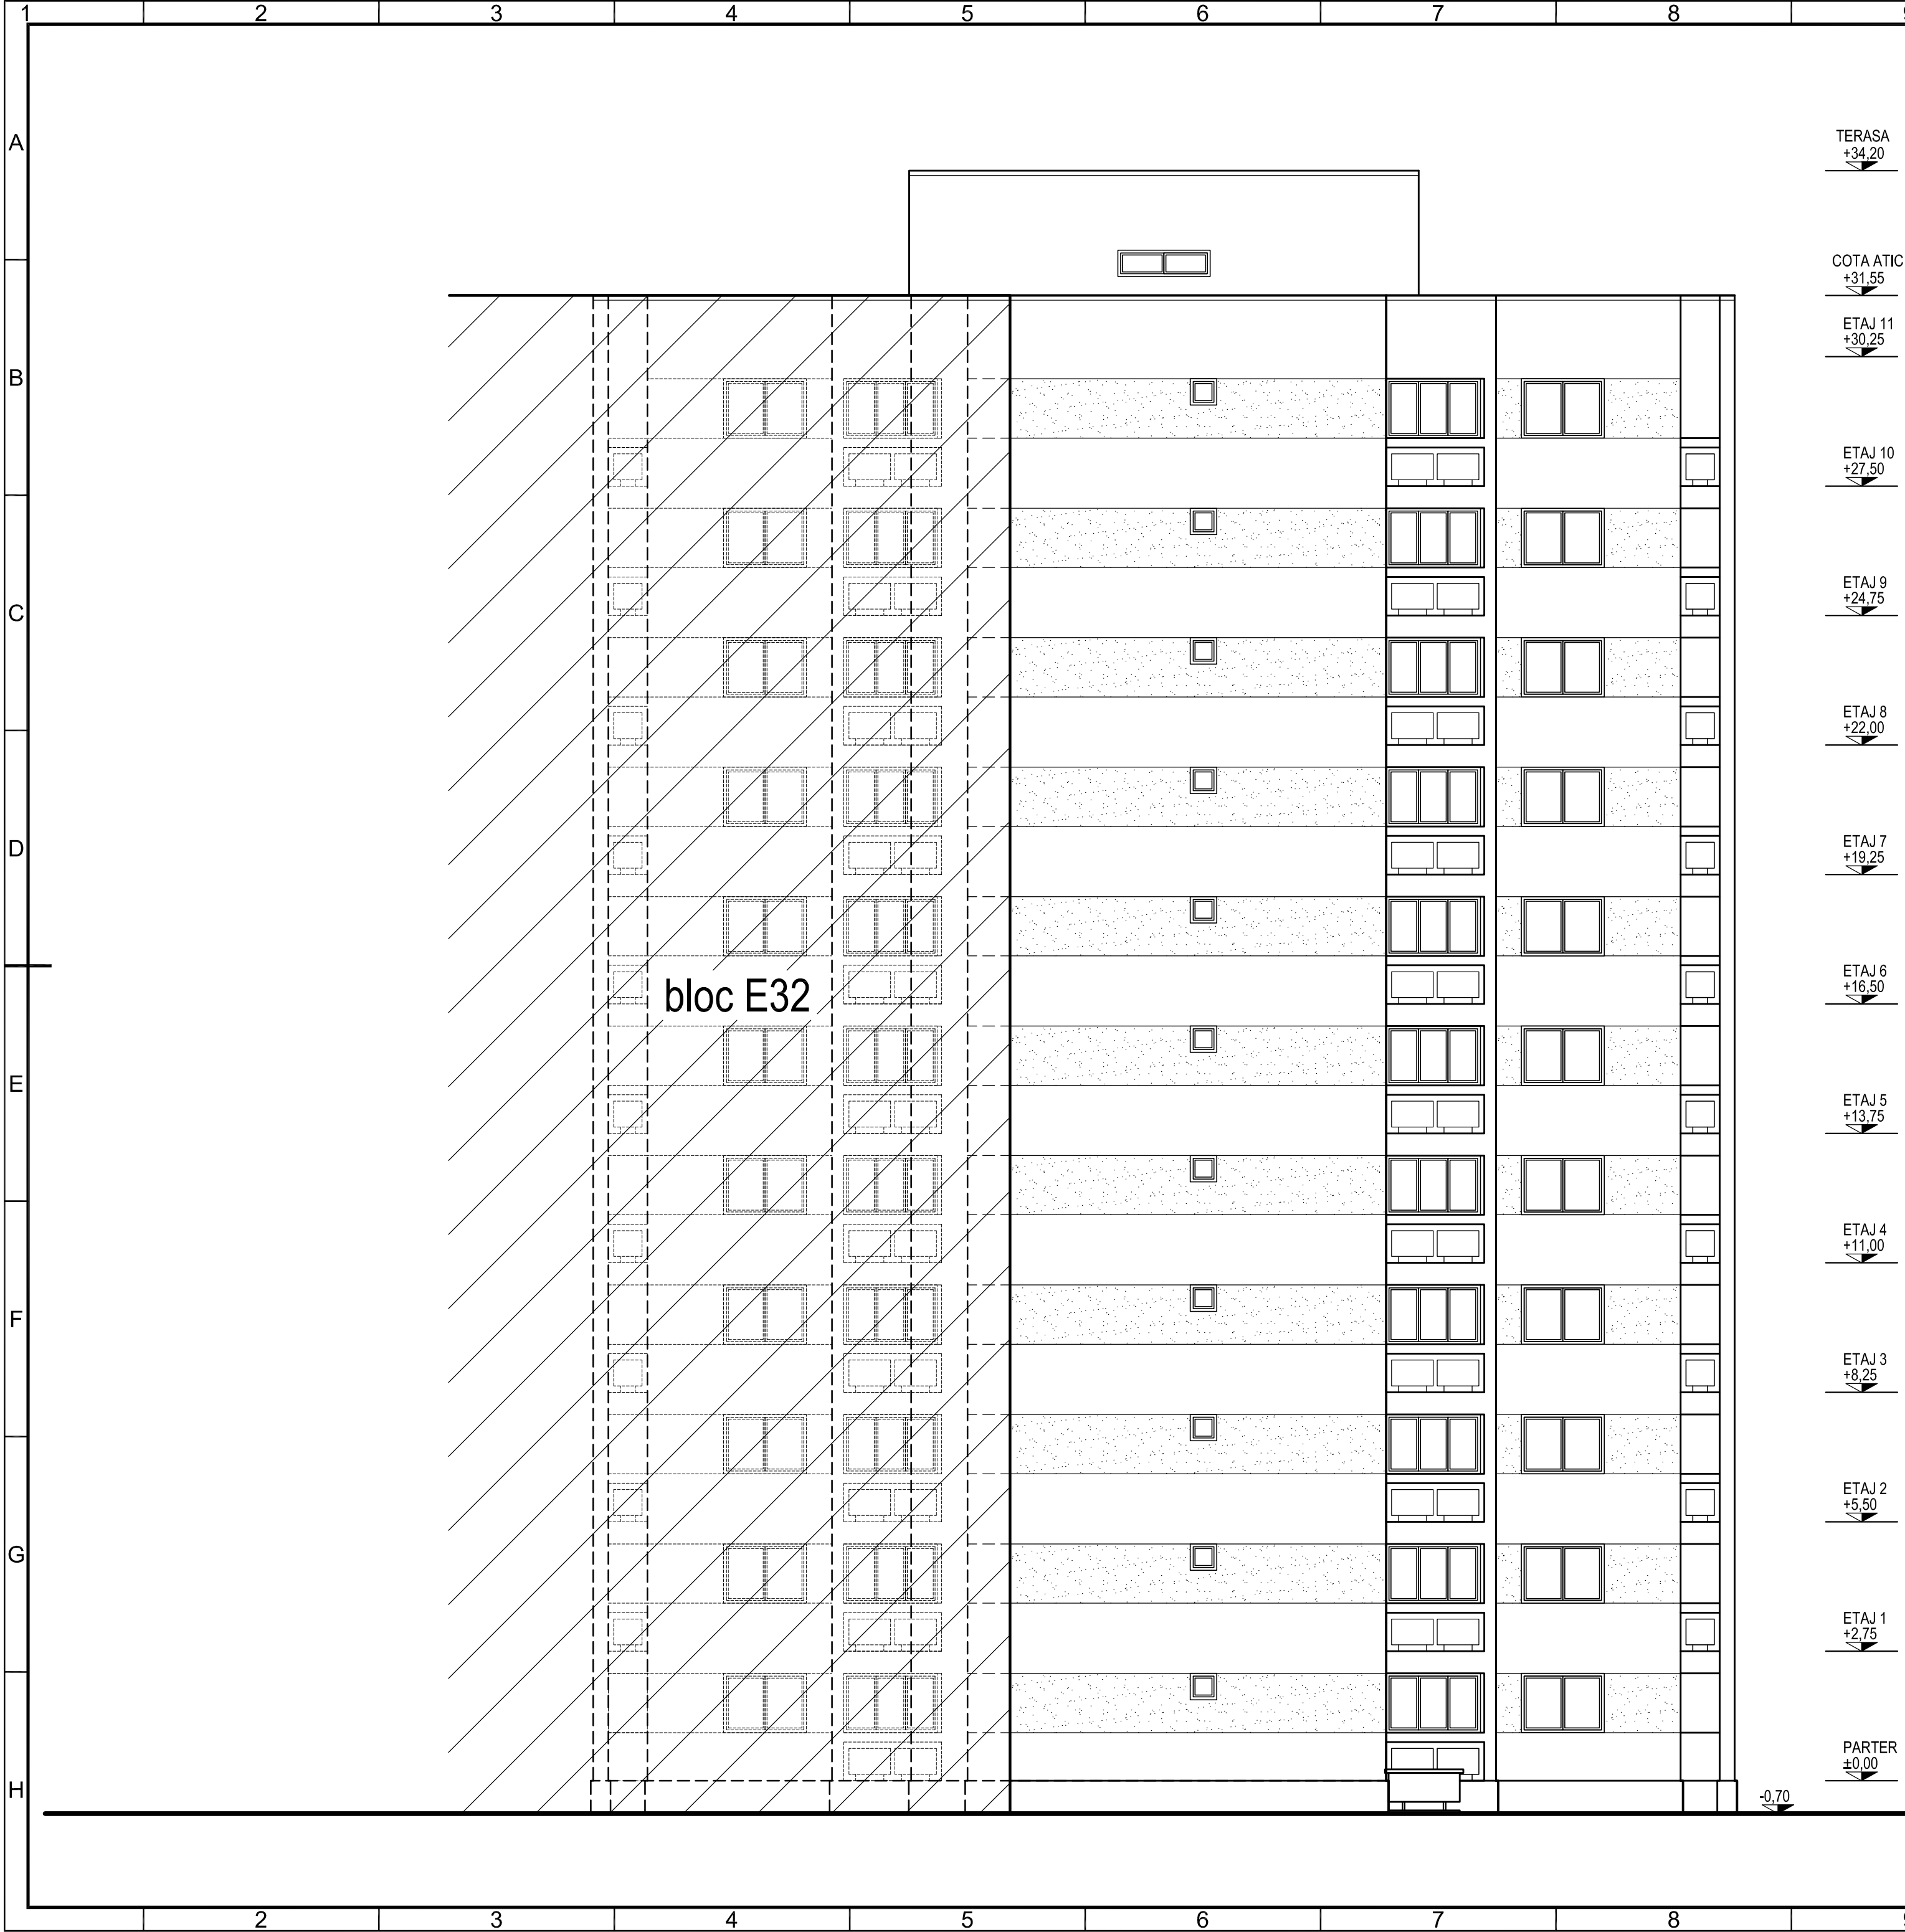 1 2 3 4 5 6 7 8
A
TERASA
+34,20
COTA ATIC
+31,55
ETAJ 11
+30,25
B
ETAJ 10
+27,50
C
ETAJ 9
+24,75
ETAJ 8
+22,00
D
ETAJ 7
+19,25
ETAJ 6
+16,50
bloc E32
E
ETAJ 5
+13,75
ETAJ 4
+11,00
F
ETAJ 3
+8,25
ETAJ 2
+5,50
G
ETAJ 1
+2,75
PARTER
±0,00
H
-0,70
2 3 4 5 6 7 8